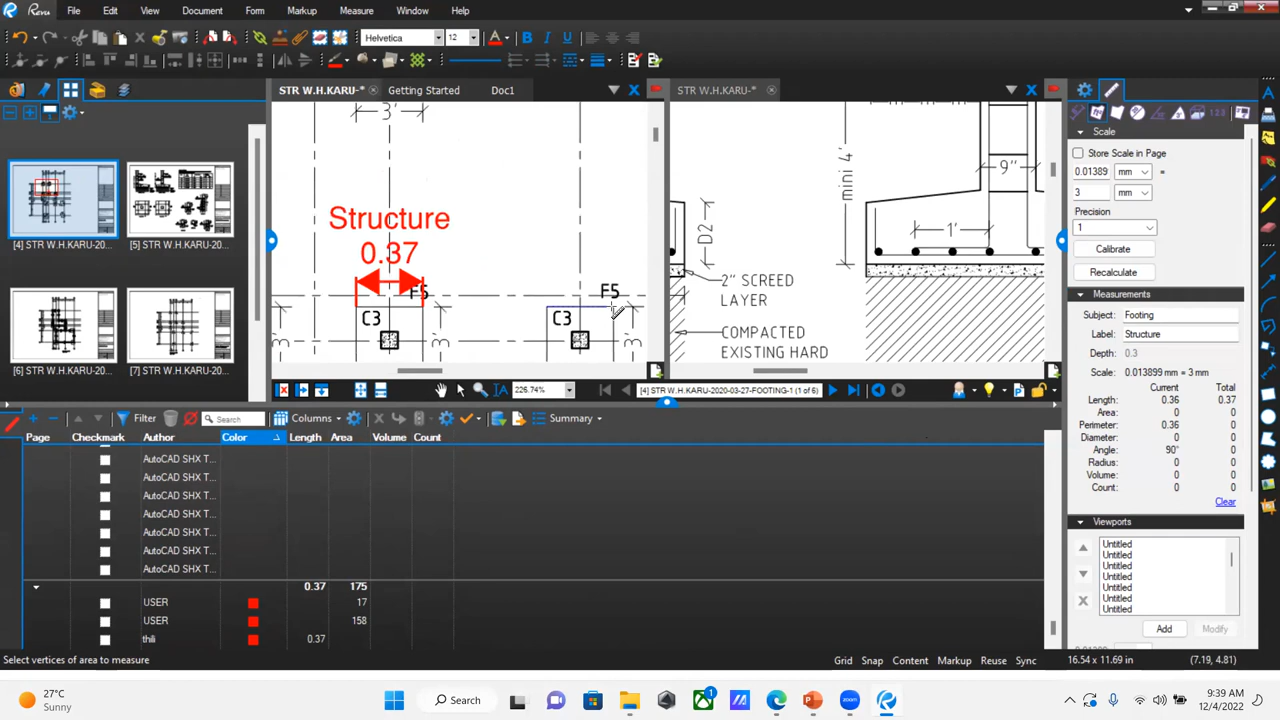 Revu File Edit View Document Form Markup Measure Window Help
Helvetica 12
STR W.H.KARU-* Getting Started Doc1
STR W.H.KARU-*
[4] STR W.H.KARU-20... [5] STR W.H.KARU-20...
[6] STR W.H.KARU-20... [7] STR W.H.KARU-20...
3'
Structure
0.37
F5 F5
C3 C3
3' 3' 3'
mini 4'
9"
1'
D2
2" SCREED
LAYER
COMPACTED
EXISTING HARD
226.74% [4] STR W.H.KARU-2020-03-27-FOOTING-1 (1 of 6)
Scale
Store Scale in Page
0.01389 mm =
3 mm
Precision
1
Calibrate
Recalculate
Measurements
Subject: Footing
Label: Structure
Depth: 0.3
Scale: 0.013899 mm = 3 mm
Current Total
Length: 0.36 0.37
Area: 0 0
Perimeter: 0.36 0
Diameter: 0 0
Angle: 90° 0
Radius: 0 0
Volume: 0 0
Count: 0 0
Clear
Viewports
Untitled
Untitled
Untitled
Untitled
Untitled
Untitled
Untitled
Add Modify
Filter Search Columns Summary
Page Checkmark Author Color Length Area Volume Count
AutoCAD SHX T...
AutoCAD SHX T...
AutoCAD SHX T...
AutoCAD SHX T...
AutoCAD SHX T...
AutoCAD SHX T...
AutoCAD SHX T...
0.37 175
USER 17
USER 158
thili 0.37
Select vertices of area to measure
Grid Snap Content Markup Reuse Sync 16.54 x 11.69 in (7.19, 4.81)
27°C
Sunny
Search
1
9:39 AM
12/4/2022